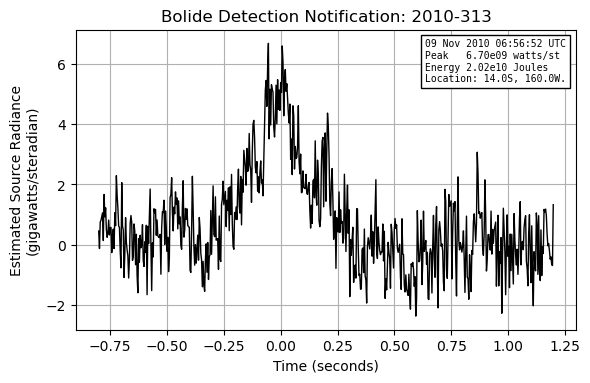 Bolide Detection Notification: 2010-313
09 Nov 2010 06:56:52 UTC
Peak   6.70e09 watts/st
Energy 2.02e10 Joules
Location: 14.0S, 160.0W.
Estimated Source Radiance
(gigawatts/steradian)
6
4
2
0
−2
−0.75 −0.50 −0.25 0.00 0.25 0.50 0.75 1.00 1.25
Time (seconds)